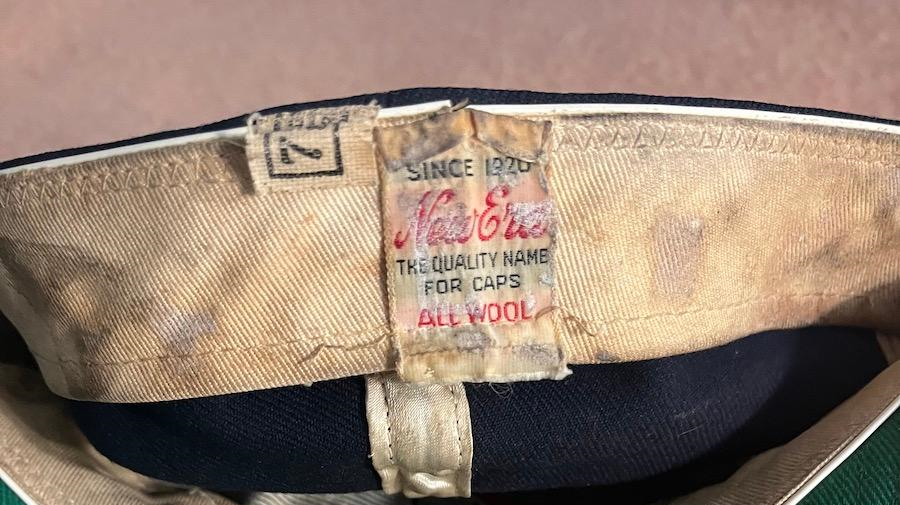 7
SINCE 1920
New Era
THE QUALITY NAME
FOR CAPS
ALL WOOL